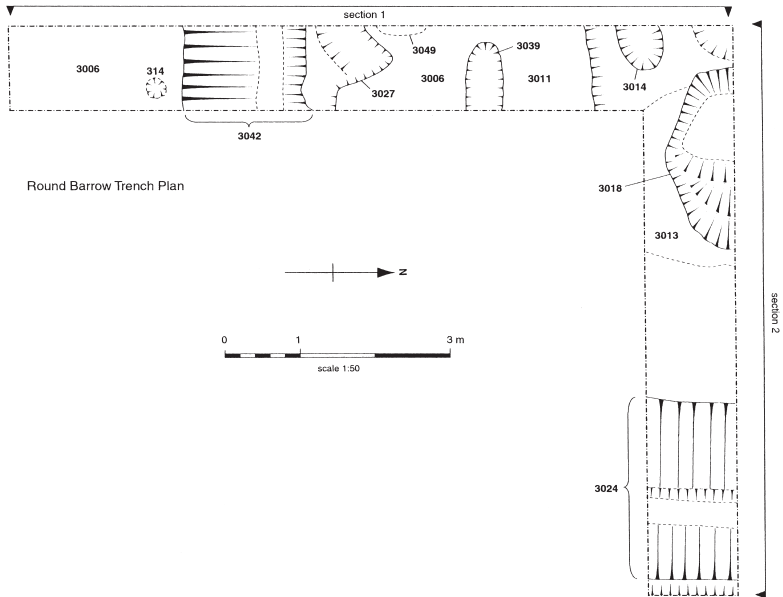 section 1
3006
314
3042
3049
3006
3027
3039
3011
3014
Round Barrow Trench Plan
3018
3013
N
0 1 3 m
scale 1:50
section 2
3024